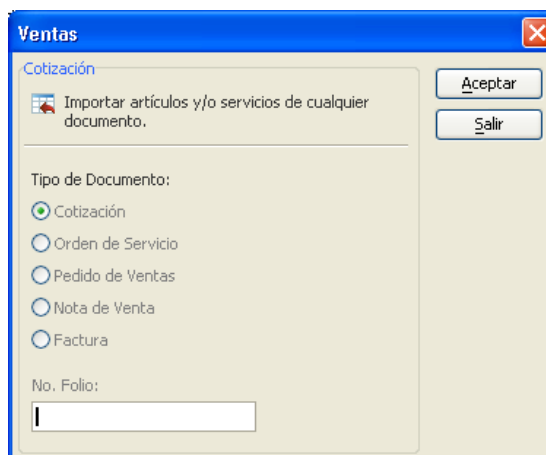 Ventas
Cotización
Importar artículos y/o servicios de cualquier
documento.
Aceptar
Salir
Tipo de Documento:
Cotización
Orden de Servicio
Pedido de Ventas
Nota de Venta
Factura
No. Folio: